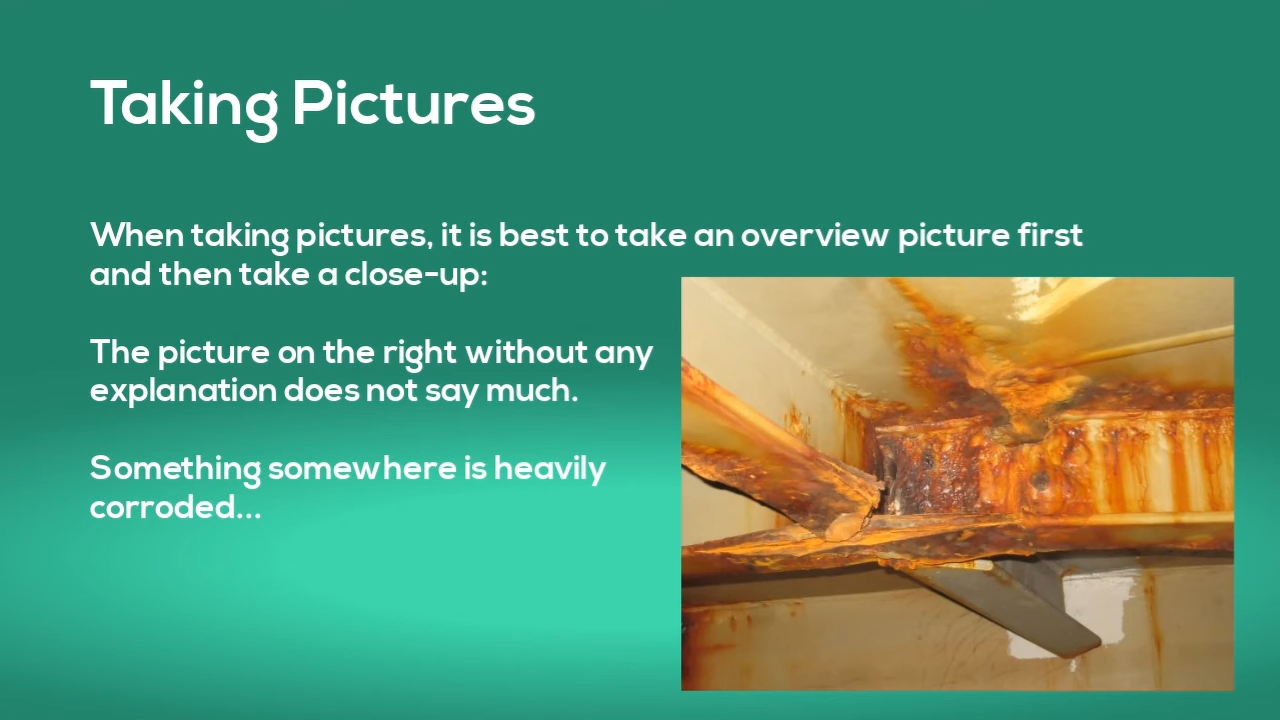 Taking Pictures
When taking pictures, it is best to take an overview picture first
and then take a close-up:
The picture on the right without any
explanation does not say much.
Something somewhere is heavily
corroded...